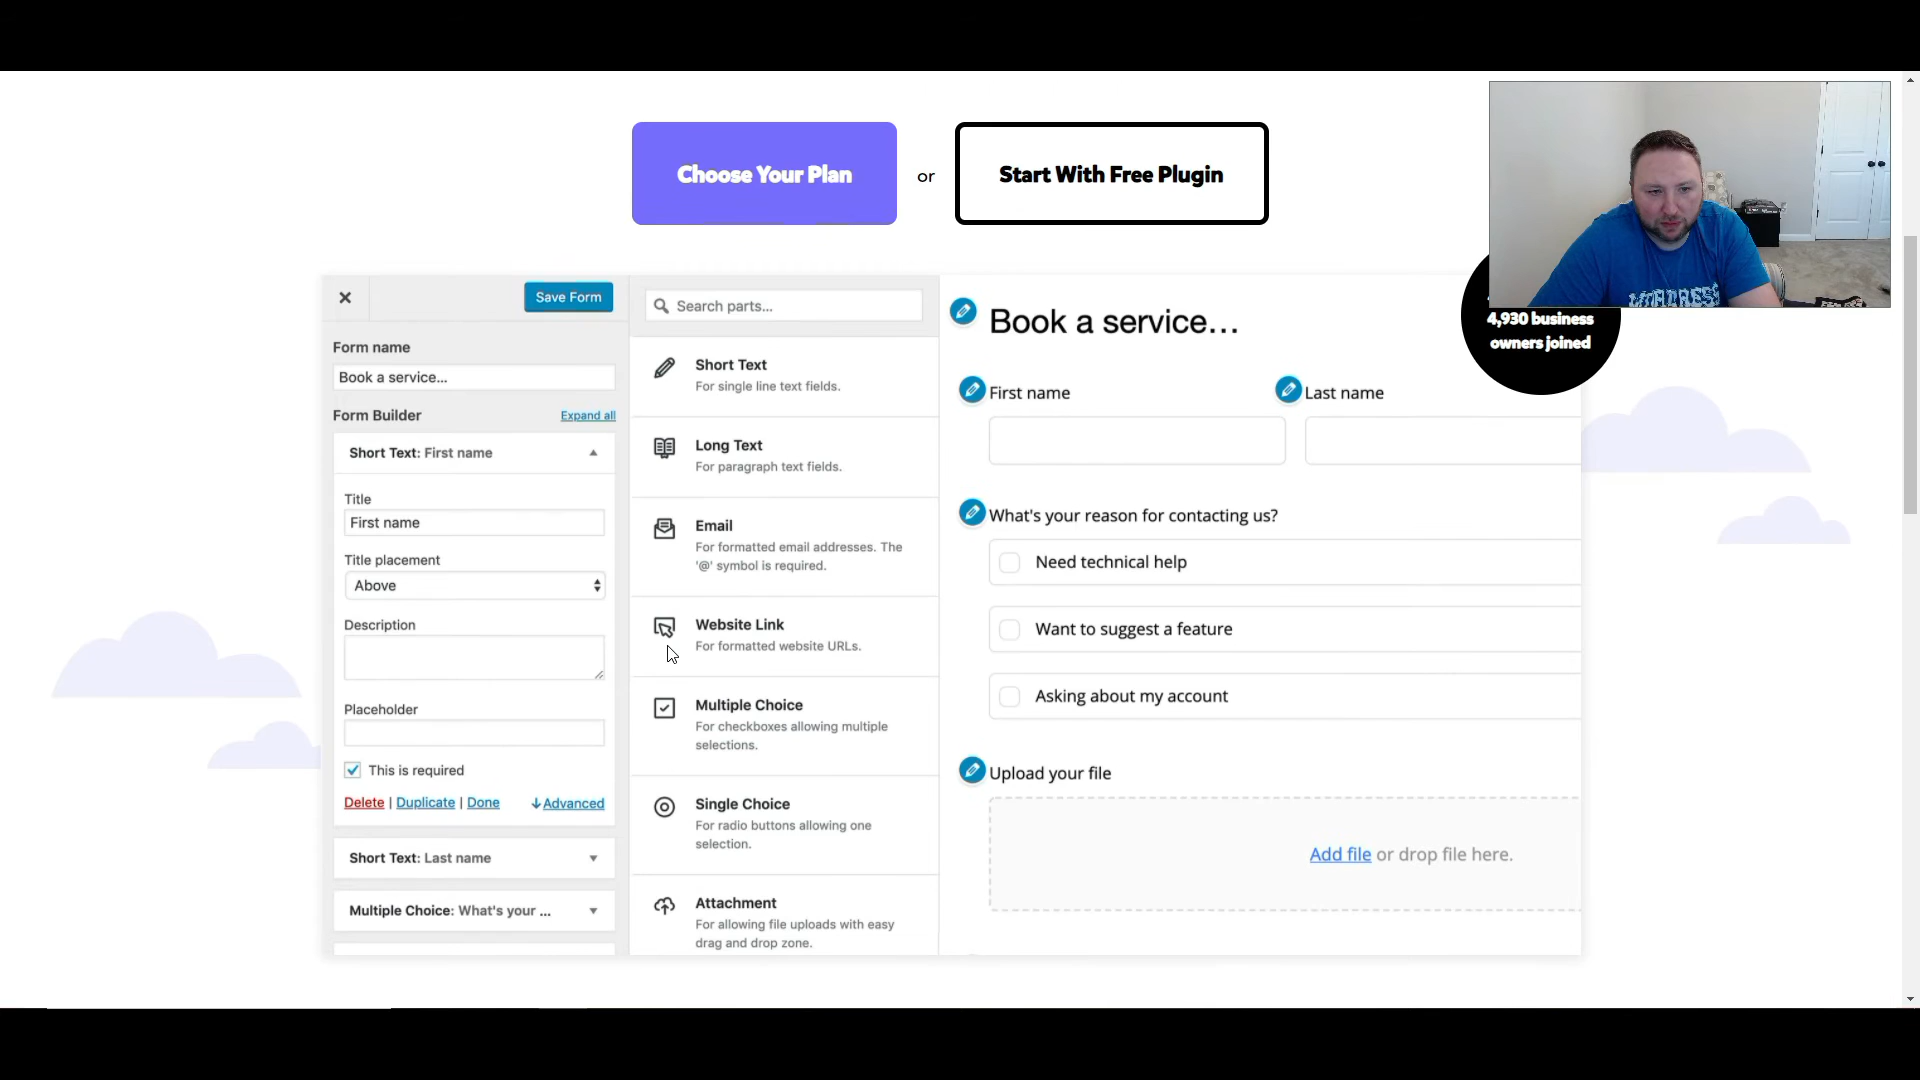 Choose Your Plan
or
Start With Free Plugin
4,930 business
owners joined
Save Form
Form name
Book a service...
Form Builder
Expand all
Short Text: First name
Title
First name
Title placement
Above
Description
Placeholder
This is required
Delete | Duplicate | Done
Advanced
Short Text: Last name
Multiple Choice: What's your ...
Search parts...
Short Text
For single line text fields.
Long Text
For paragraph text fields.
Email
For formatted email addresses. The
'@' symbol is required.
Website Link
For formatted website URLs.
Multiple Choice
For checkboxes allowing multiple
selections.
Single Choice
For radio buttons allowing one
selection.
Attachment
For allowing file uploads with easy
drag and drop zone.
Book a service...
First name
Last name
What's your reason for contacting us?
Need technical help
Want to suggest a feature
Asking about my account
Upload your file
Add file or drop file here.